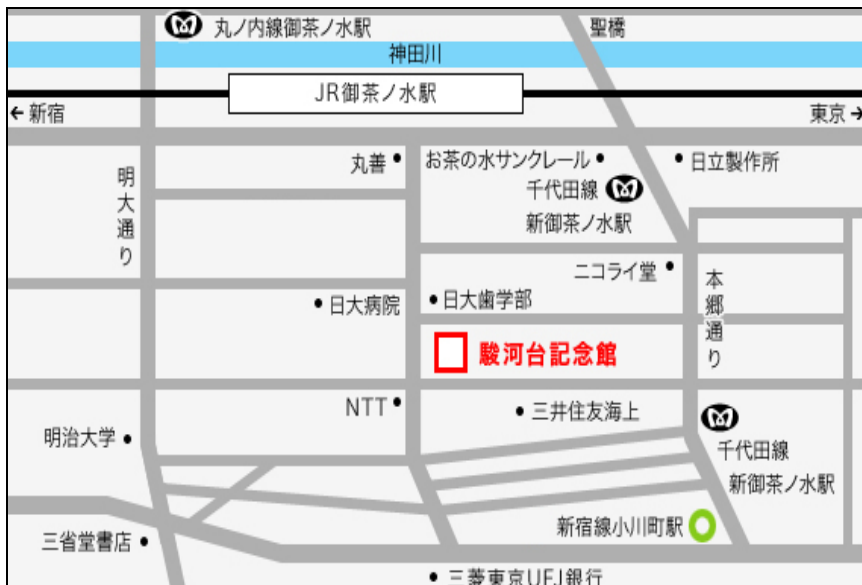 丸ノ内線御茶ノ水駅
聖橋
神田川
JR御茶ノ水駅
←新宿
東京→
丸善
お茶の水サンクレール
日立製作所
千代田線
新御茶ノ水駅
明大通り
ニコライ堂
本郷通り
日大病院
日大歯学部
駿河台記念館
NTT
三井住友海上
明治大学
千代田線
新御茶ノ水駅
新宿線小川町駅
三省堂書店
三菱東京UFJ銀行